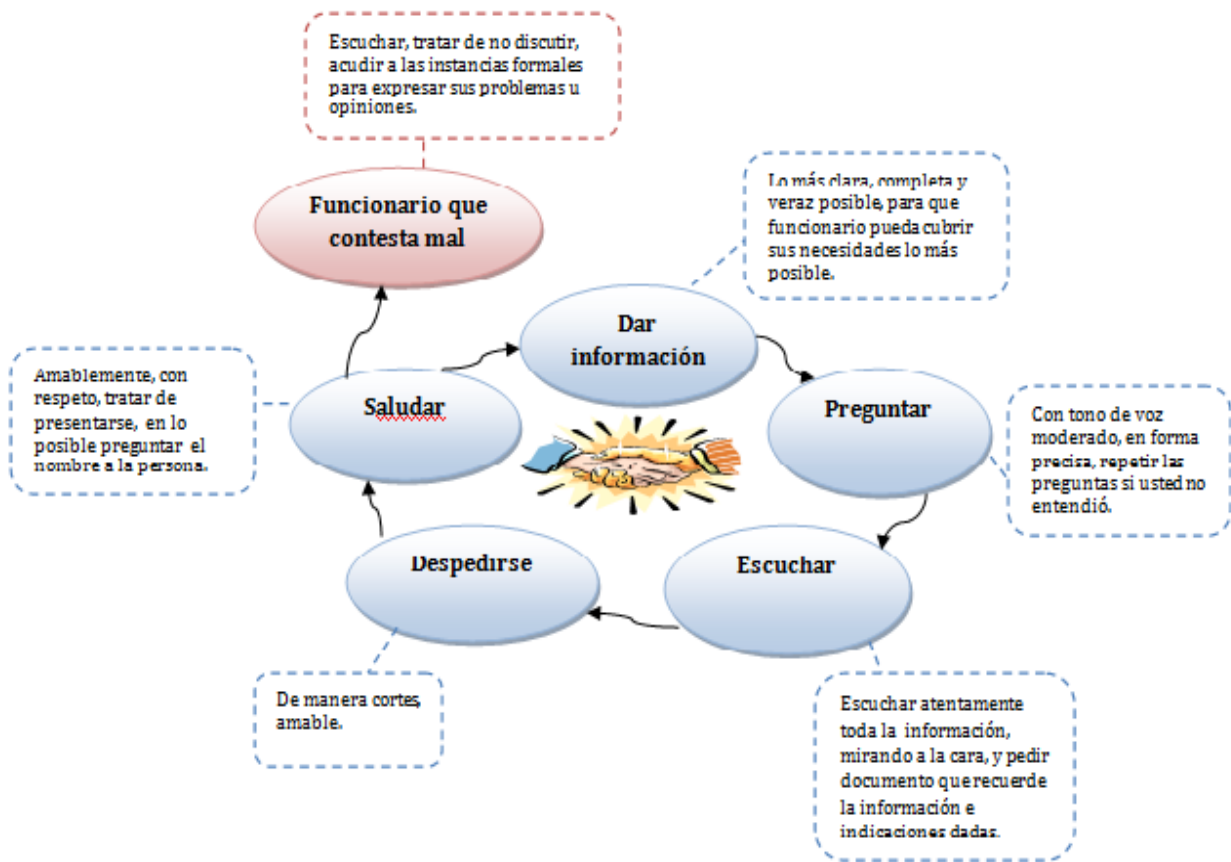 Escuchar, tratar de no discutir,
acudir a las instancias formales
para expresar sus problemas u
opiniones.
Funcionario que
contesta mal
Lo más clara, completa y
veraz posible, para que
funcionario pueda cubrir
sus necesidades lo más
posible.
Dar
información
Amablemente, con
respeto, tratar de
presentarse, en lo
posible preguntar el
nombre a la persona.
Saludar
Preguntar
Con tono de voz
moderado, en forma
precisa, repetir las
preguntas si usted no
entendió.
Despedirse
Escuchar
De manera cortes,
amable.
Escuchar atentamente
toda la información,
mirando a la cara, y pedir
documento que recuerde
la información e
indicaciones dadas.